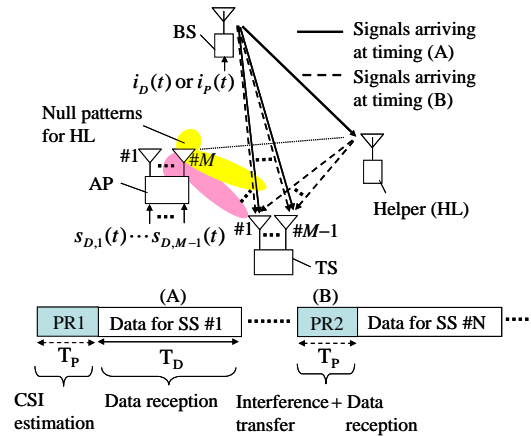 BS
i_D(t) or i_P(t)
Signals arriving
at timing (A)
Signals arriving
at timing (B)
Null patterns
for HL
#1
#M
AP
Helper (HL)
s_{D,1}(t)⋯s_{D,M−1}(t)
#1
#M−1
TS
(A)
(B)
PR1
Data for SS #1
PR2
Data for SS #N
T_P
T_D
T_P
CSI
estimation
Data reception
Interference + Data
transfer reception